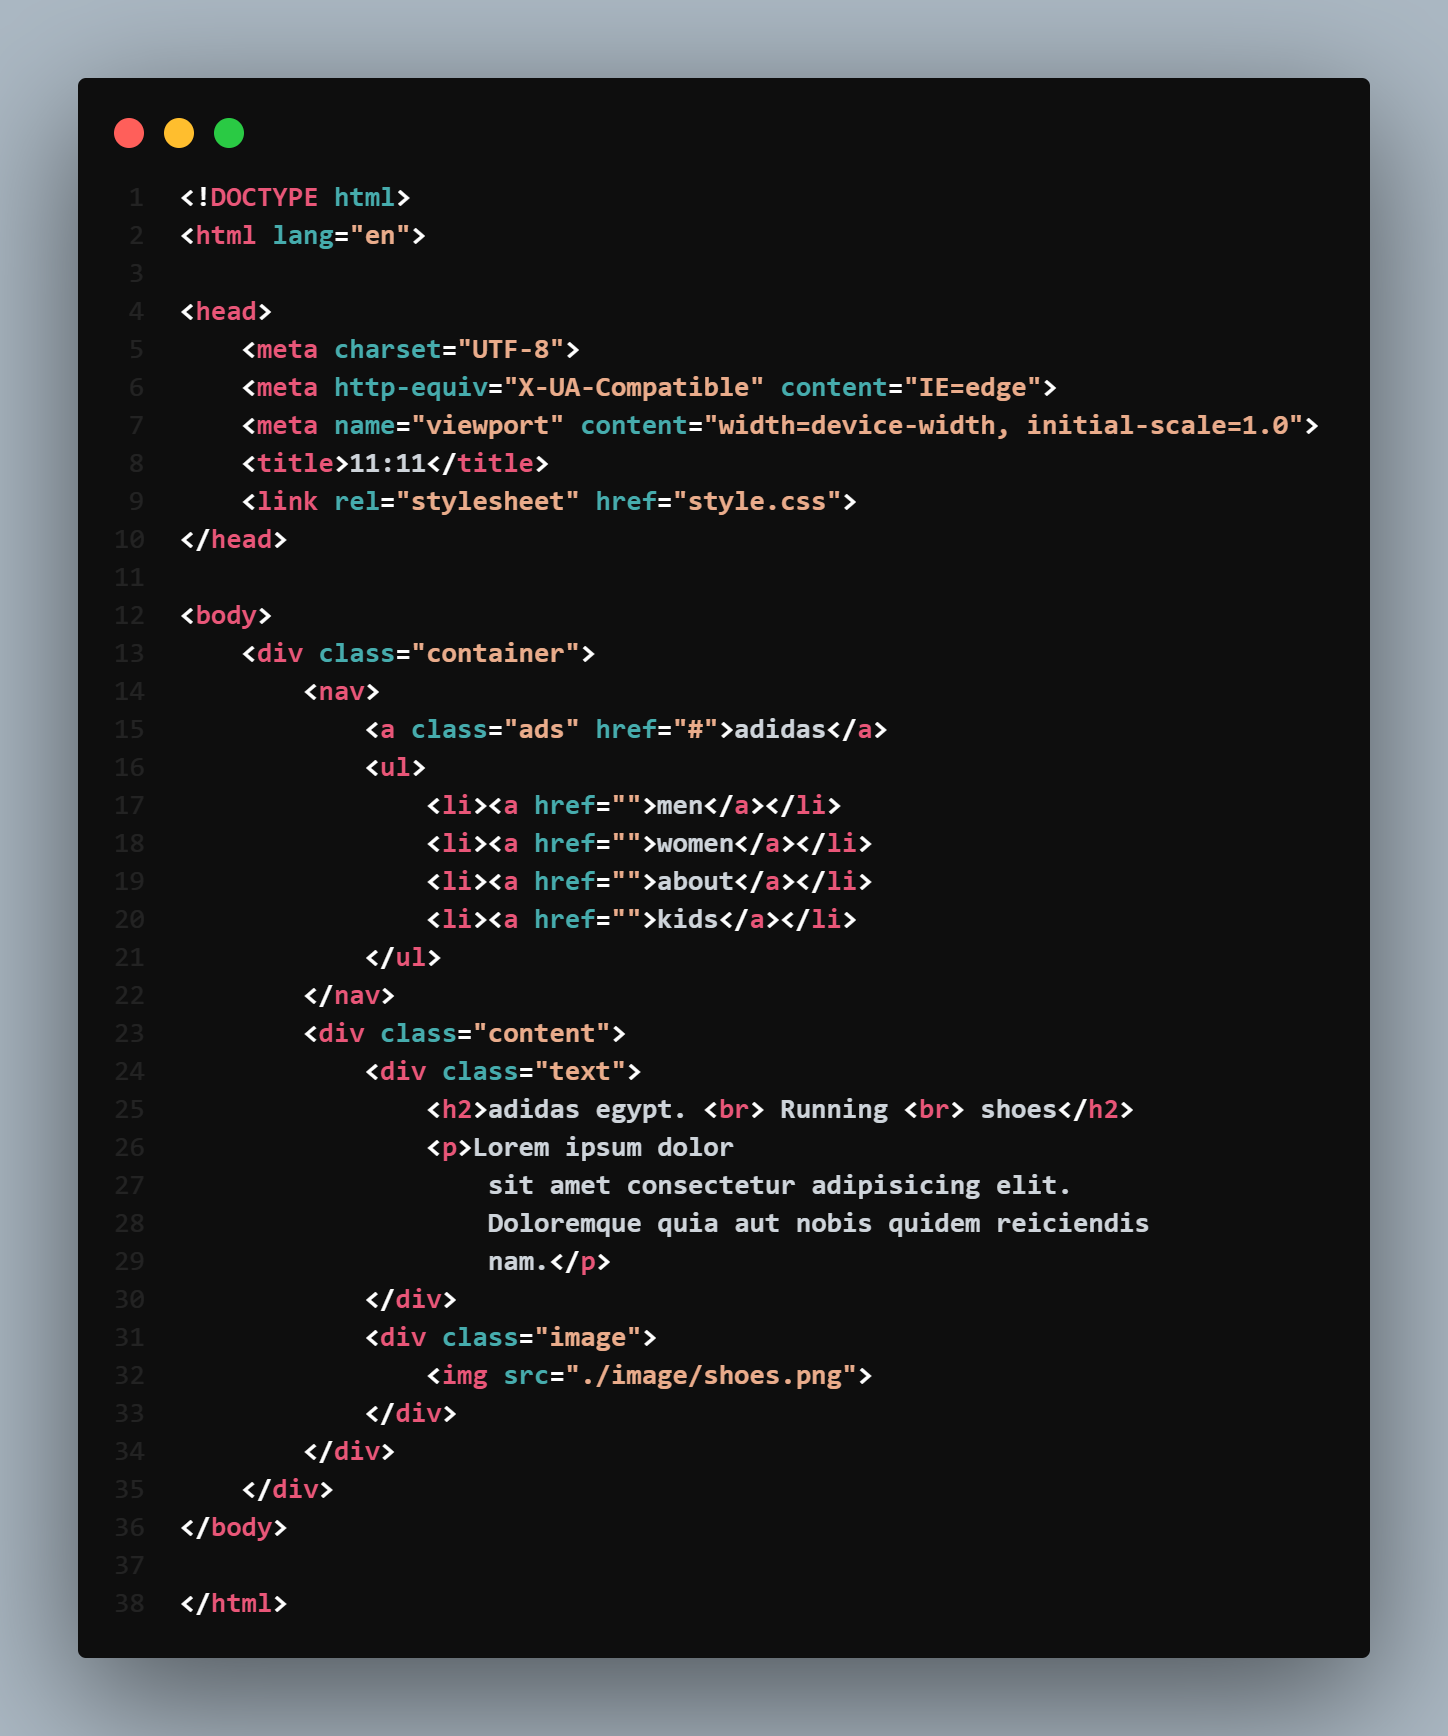 1 <!DOCTYPE html>
2 <html lang="en">
3
4 <head>
5     <meta charset="UTF-8">
6     <meta http-equiv="X-UA-Compatible" content="IE=edge">
7     <meta name="viewport" content="width=device-width, initial-scale=1.0">
8     <title>11:11</title>
9     <link rel="stylesheet" href="style.css">
10 </head>
11
12 <body>
13     <div class="container">
14         <nav>
15             <a class="ads" href="#">adidas</a>
16             <ul>
17                 <li><a href="">men</a></li>
18                 <li><a href="">women</a></li>
19                 <li><a href="">about</a></li>
20                 <li><a href="">kids</a></li>
21             </ul>
22         </nav>
23         <div class="content">
24             <div class="text">
25                 <h2>adidas egypt. <br> Running <br> shoes</h2>
26                 <p>Lorem ipsum dolor
27                     sit amet consectetur adipisicing elit.
28                     Doloremque quia aut nobis quidem reiciendis
29                     nam.</p>
30             </div>
31             <div class="image">
32                 <img src="./image/shoes.png">
33             </div>
34         </div>
35     </div>
36 </body>
37
38 </html>